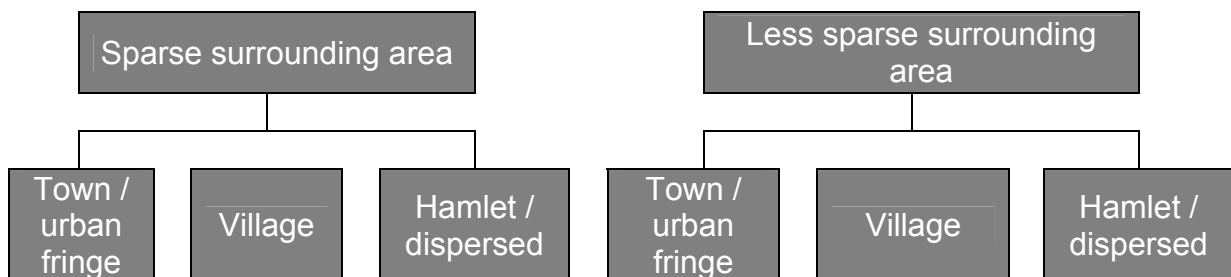 Sparse surrounding area
Less sparse surrounding
area
Town /
urban
fringe
Village
Hamlet /
dispersed
Town /
urban
fringe
Village
Hamlet /
dispersed